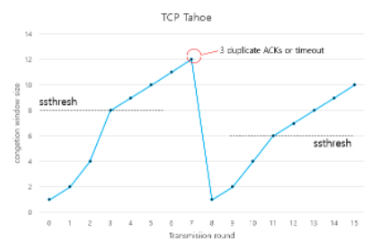 TCP Tahoe
14
12
10
8
6
4
2
0
congetion window size
ssthresh
3 duplicate ACKs or timeout
ssthresh
0 1 2 3 4 5 6 7 8 9 10 11 12 13 14 15
Transmission round